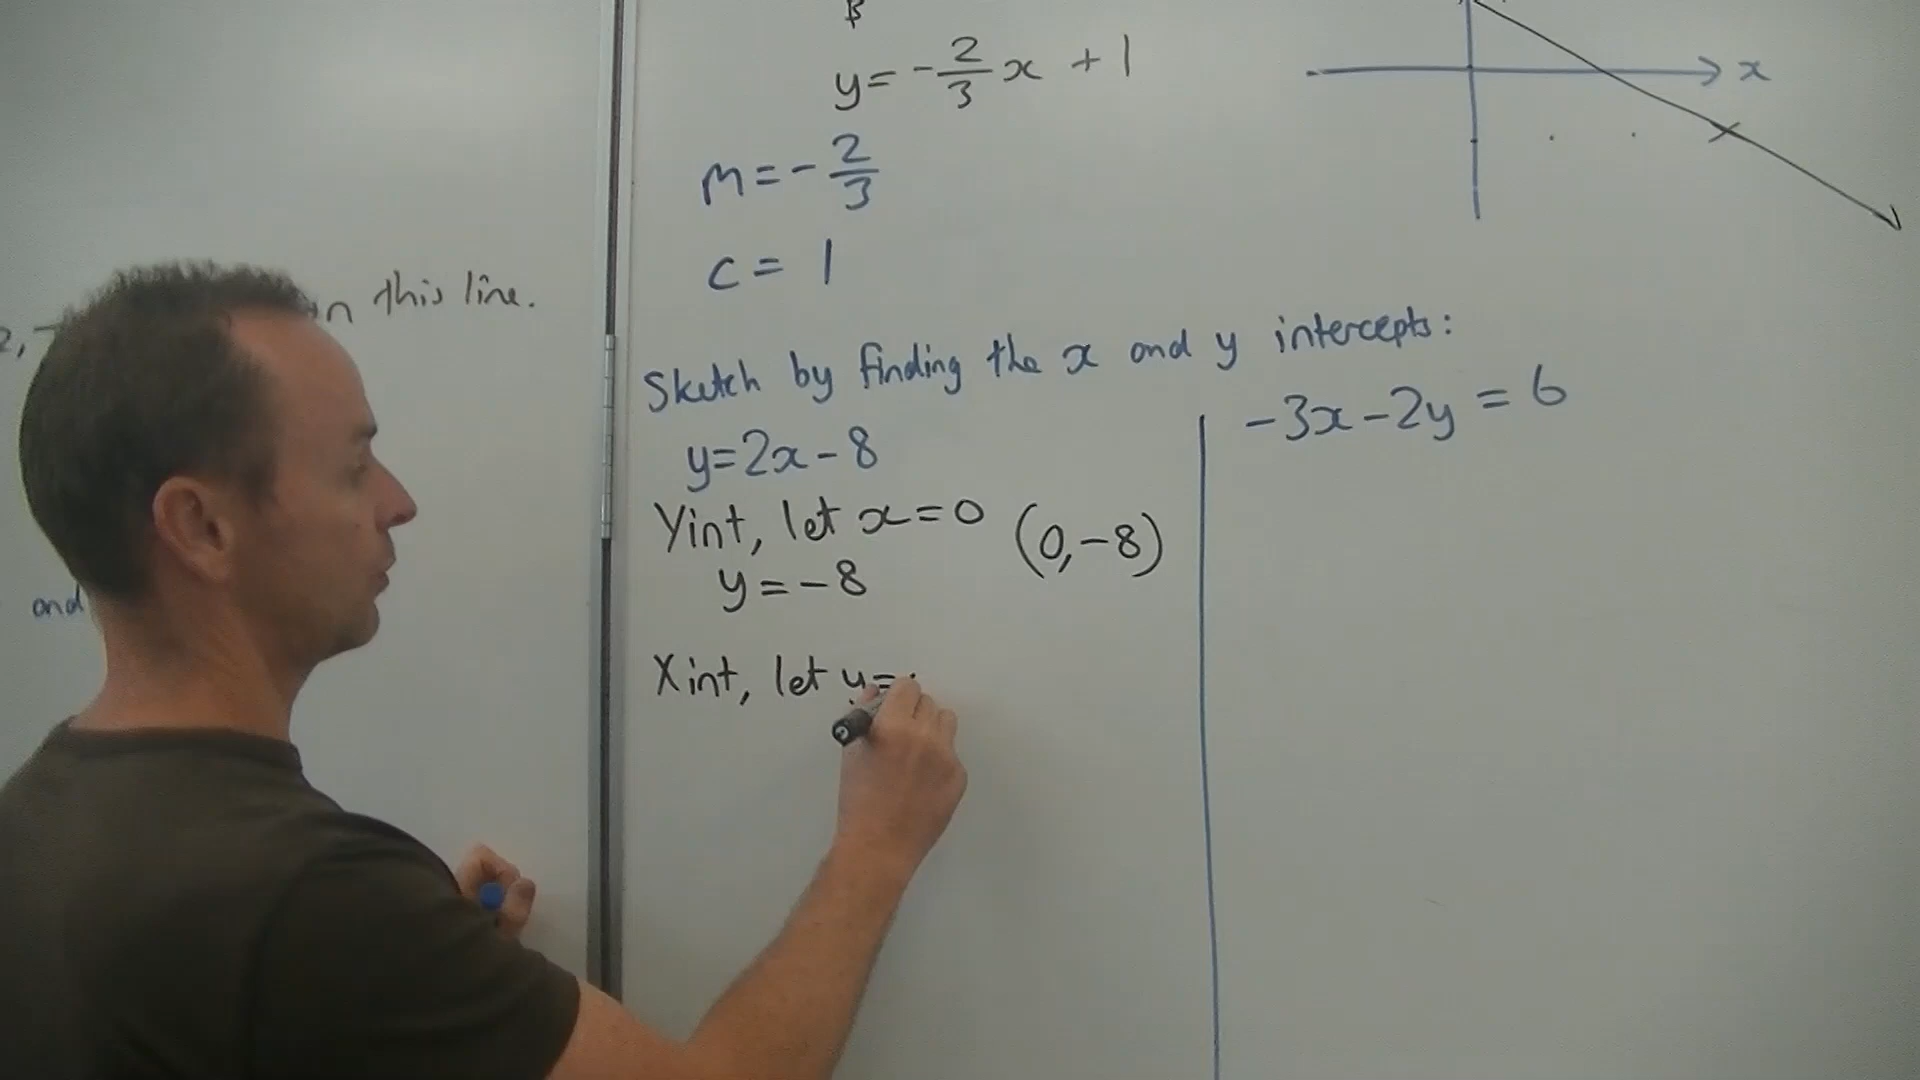 n this line.
and
y = -2/3 x + 1
m = -2/3
c = 1
x
Sketch by finding the x and y intercepts:
y=2x-8
Yint, let x=0 (0,-8)
y=-8
Xint, let y=
-3x-2y=6